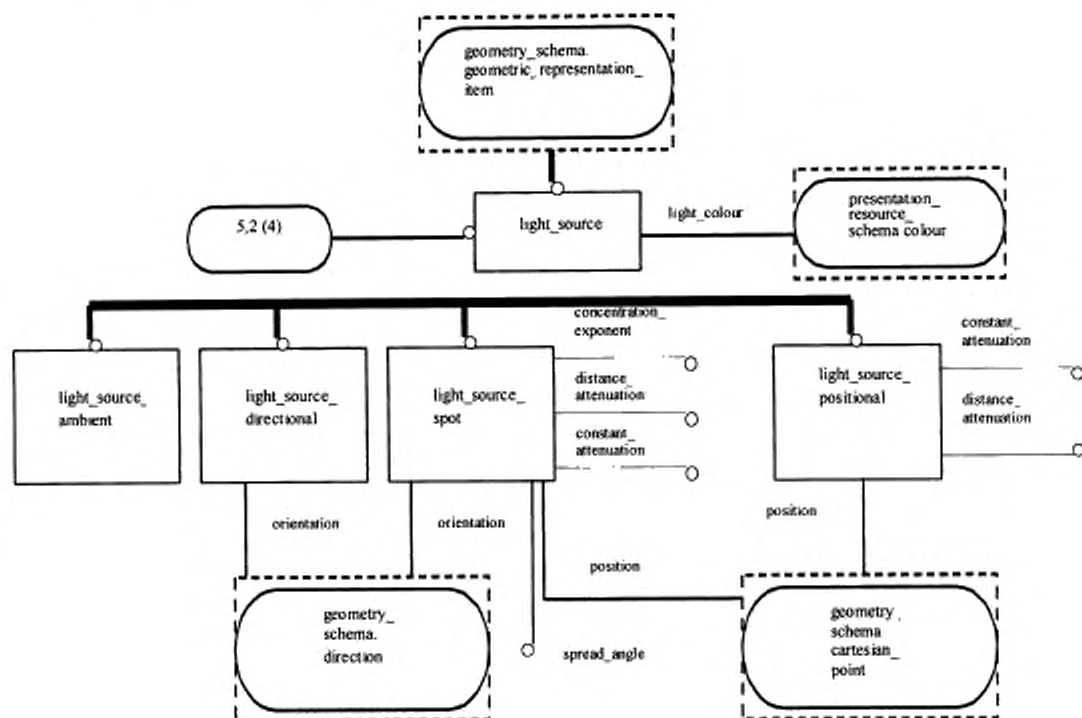 geometry_schema.
geometric_representation_
item
presentation_
resource_
schema colour
light_colour
5,2 (4)
light_source
concentration_
exponent
constant_
attenuation
light_source_
ambient
light_source_
directional
light_source_
spot
distance_
attenuation
constant_
attenuation
light_source_
positional
distance_
attenuation
orientation
orientation
position
position
geometry_
schema.
direction
spread_angle
geometry_
schema
cartesian_
point